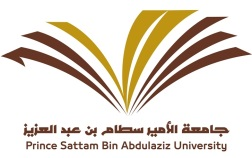 جامعة الأمير سطام بن عبد العزيز
Prince Sattam Bin Abdulaziz University